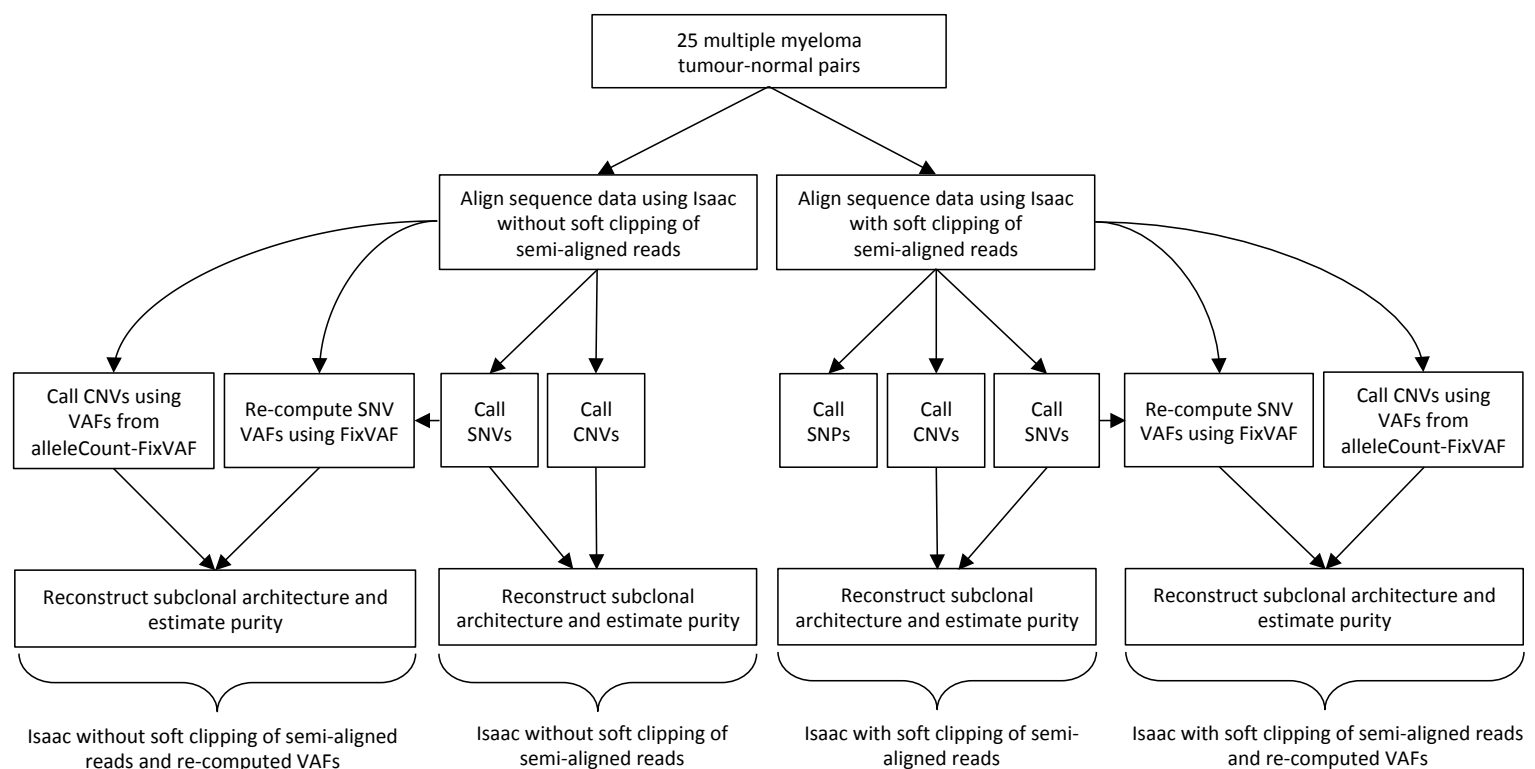 25 multiple myeloma
tumour-normal pairs
Align sequence data using Isaac
without soft clipping of
semi-aligned reads
Align sequence data using Isaac
with soft clipping of
semi-aligned reads
Call CNVs using
VAFs from
alleleCount-FixVAF
Re-compute SNV
VAFs using FixVAF
Call
SNVs
Call
CNVs
Call
SNPs
Call
CNVs
Call
SNVs
Re-compute SNV
VAFs using FixVAF
Call CNVs using
VAFs from
alleleCount-FixVAF
Reconstruct subclonal architecture and
estimate purity
Reconstruct subclonal
architecture and estimate purity
Reconstruct subclonal
architecture and estimate purity
Reconstruct subclonal architecture and
estimate purity
Isaac without soft clipping of semi-aligned
reads and re-computed VAFs
Isaac without soft clipping of
semi-aligned reads
Isaac with soft clipping of semi-
aligned reads
Isaac with soft clipping of semi-aligned reads
and re-computed VAFs